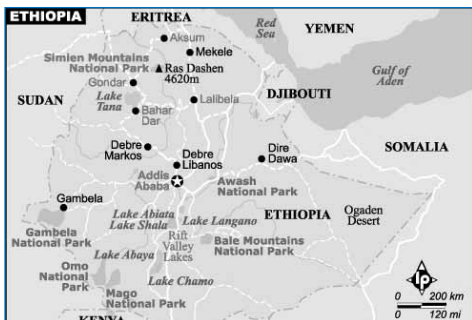 ETHIOPIA
ERITREA
Red
Sea
YEMEN
Aksum
Mekele
Simien Mountains
National Park
Ras Dashen
4620m
Gulf of
Aden
Gondar
SUDAN
Lake
Tana
Lalibela
DJIBOUTI
Bahar
Dar
Debre
Markos
Debre
Libanos
Dire
Dawa
SOMALIA
Addis
Ababa
Awash
National Park
Gambela
Lake Abiata
Lake Shala
Lake Langano
ETHIOPIA
Ogaden
Desert
Gambela
National Park
Rift
Valley
Lakes
Bale Mountains
National Park
Lake Abaya
Omo
National
Park
Lake Chamo
Mago
National Park
lp
0 200 km
0 120 mi
KENYA